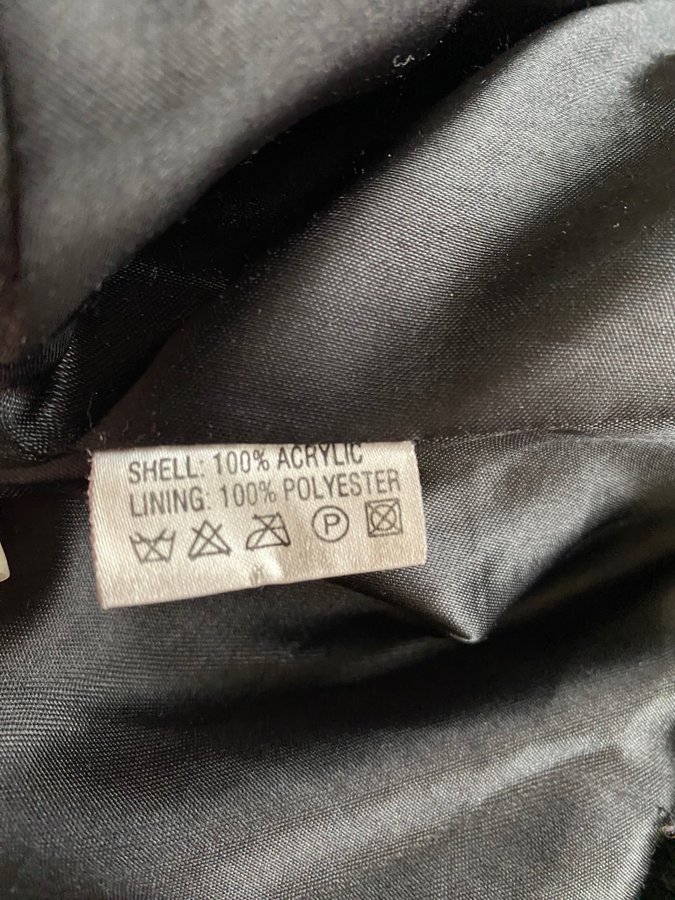 SHELL: 100% ACRYLIC
LINING: 100% POLYESTER
P